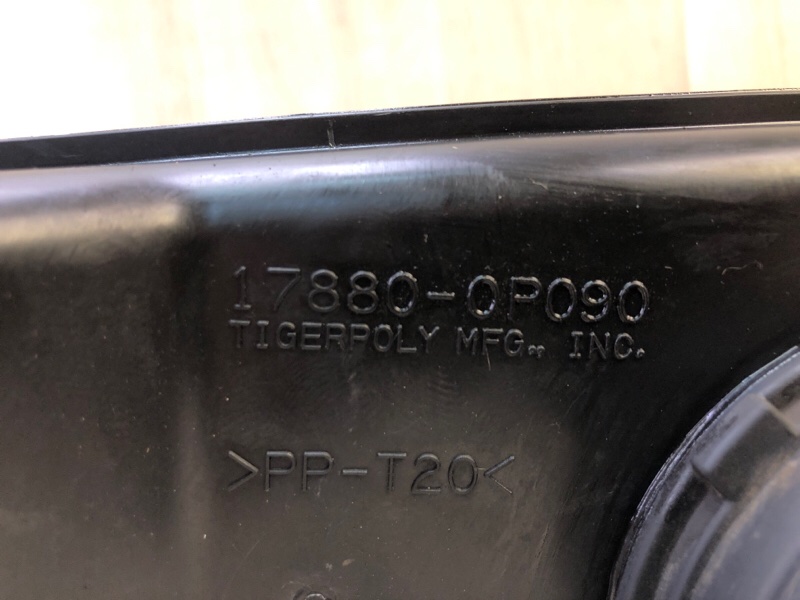 17880-0P090
TIGERPOLY MFG., INC.
>PP-T20<